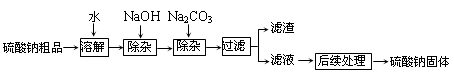 水 NaOH Na₂CO₃
硫酸钠粗品 溶解 除杂 除杂 过滤 滤渣
滤液 后续处理 硫酸钠固体